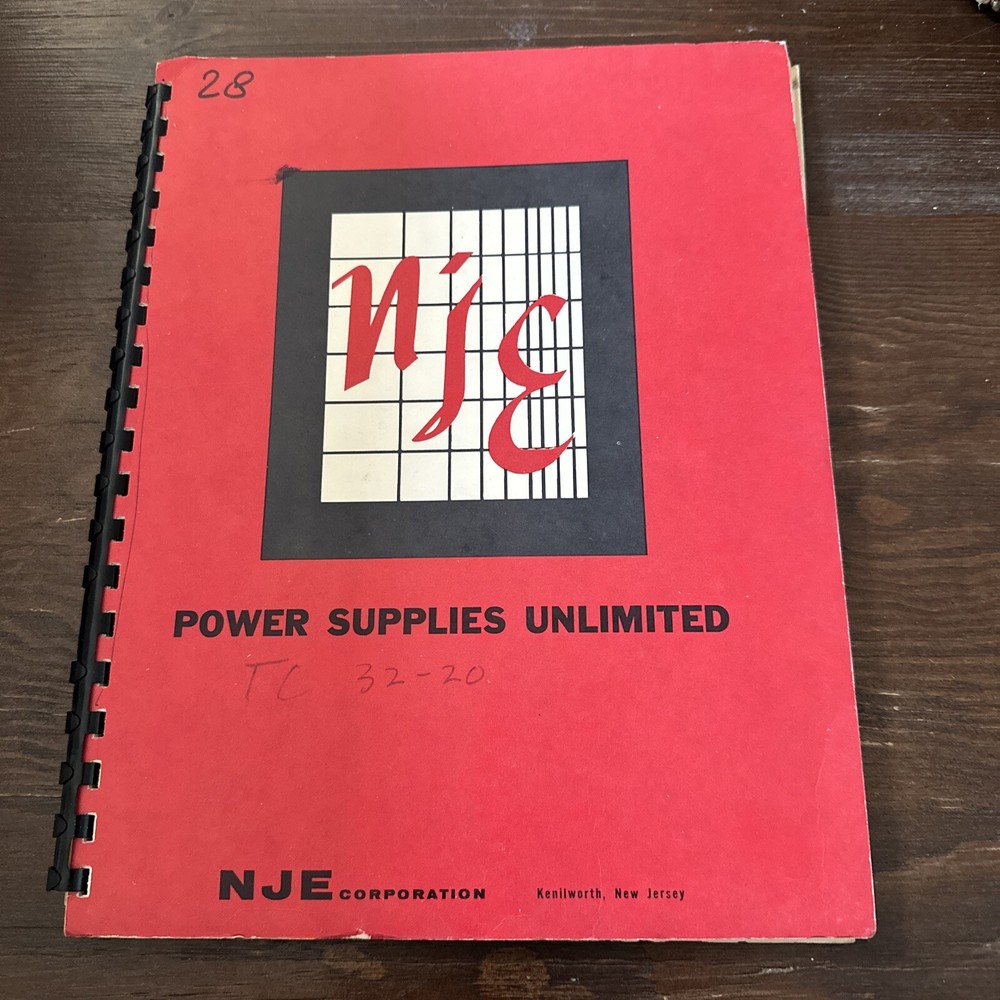 28
njE
POWER SUPPLIES UNLIMITED
TC 32-20
NJE CORPORATION Kenilworth, New Jersey